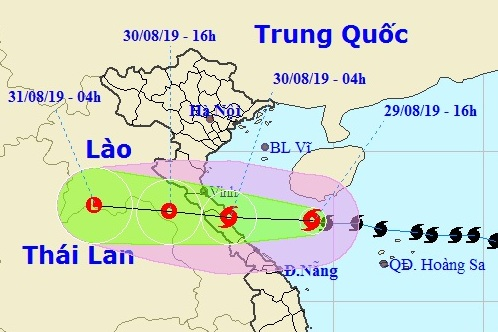 30/08/19 - 16h
Trung Quốc
30/08/19 - 04h
31/08/19 - 04h
29/08/19 - 16h
Hà Nội
Lào
BL Vĩ
Vinh
L
Thái Lan
Đ.Nẵng
QĐ. Hoàng Sa